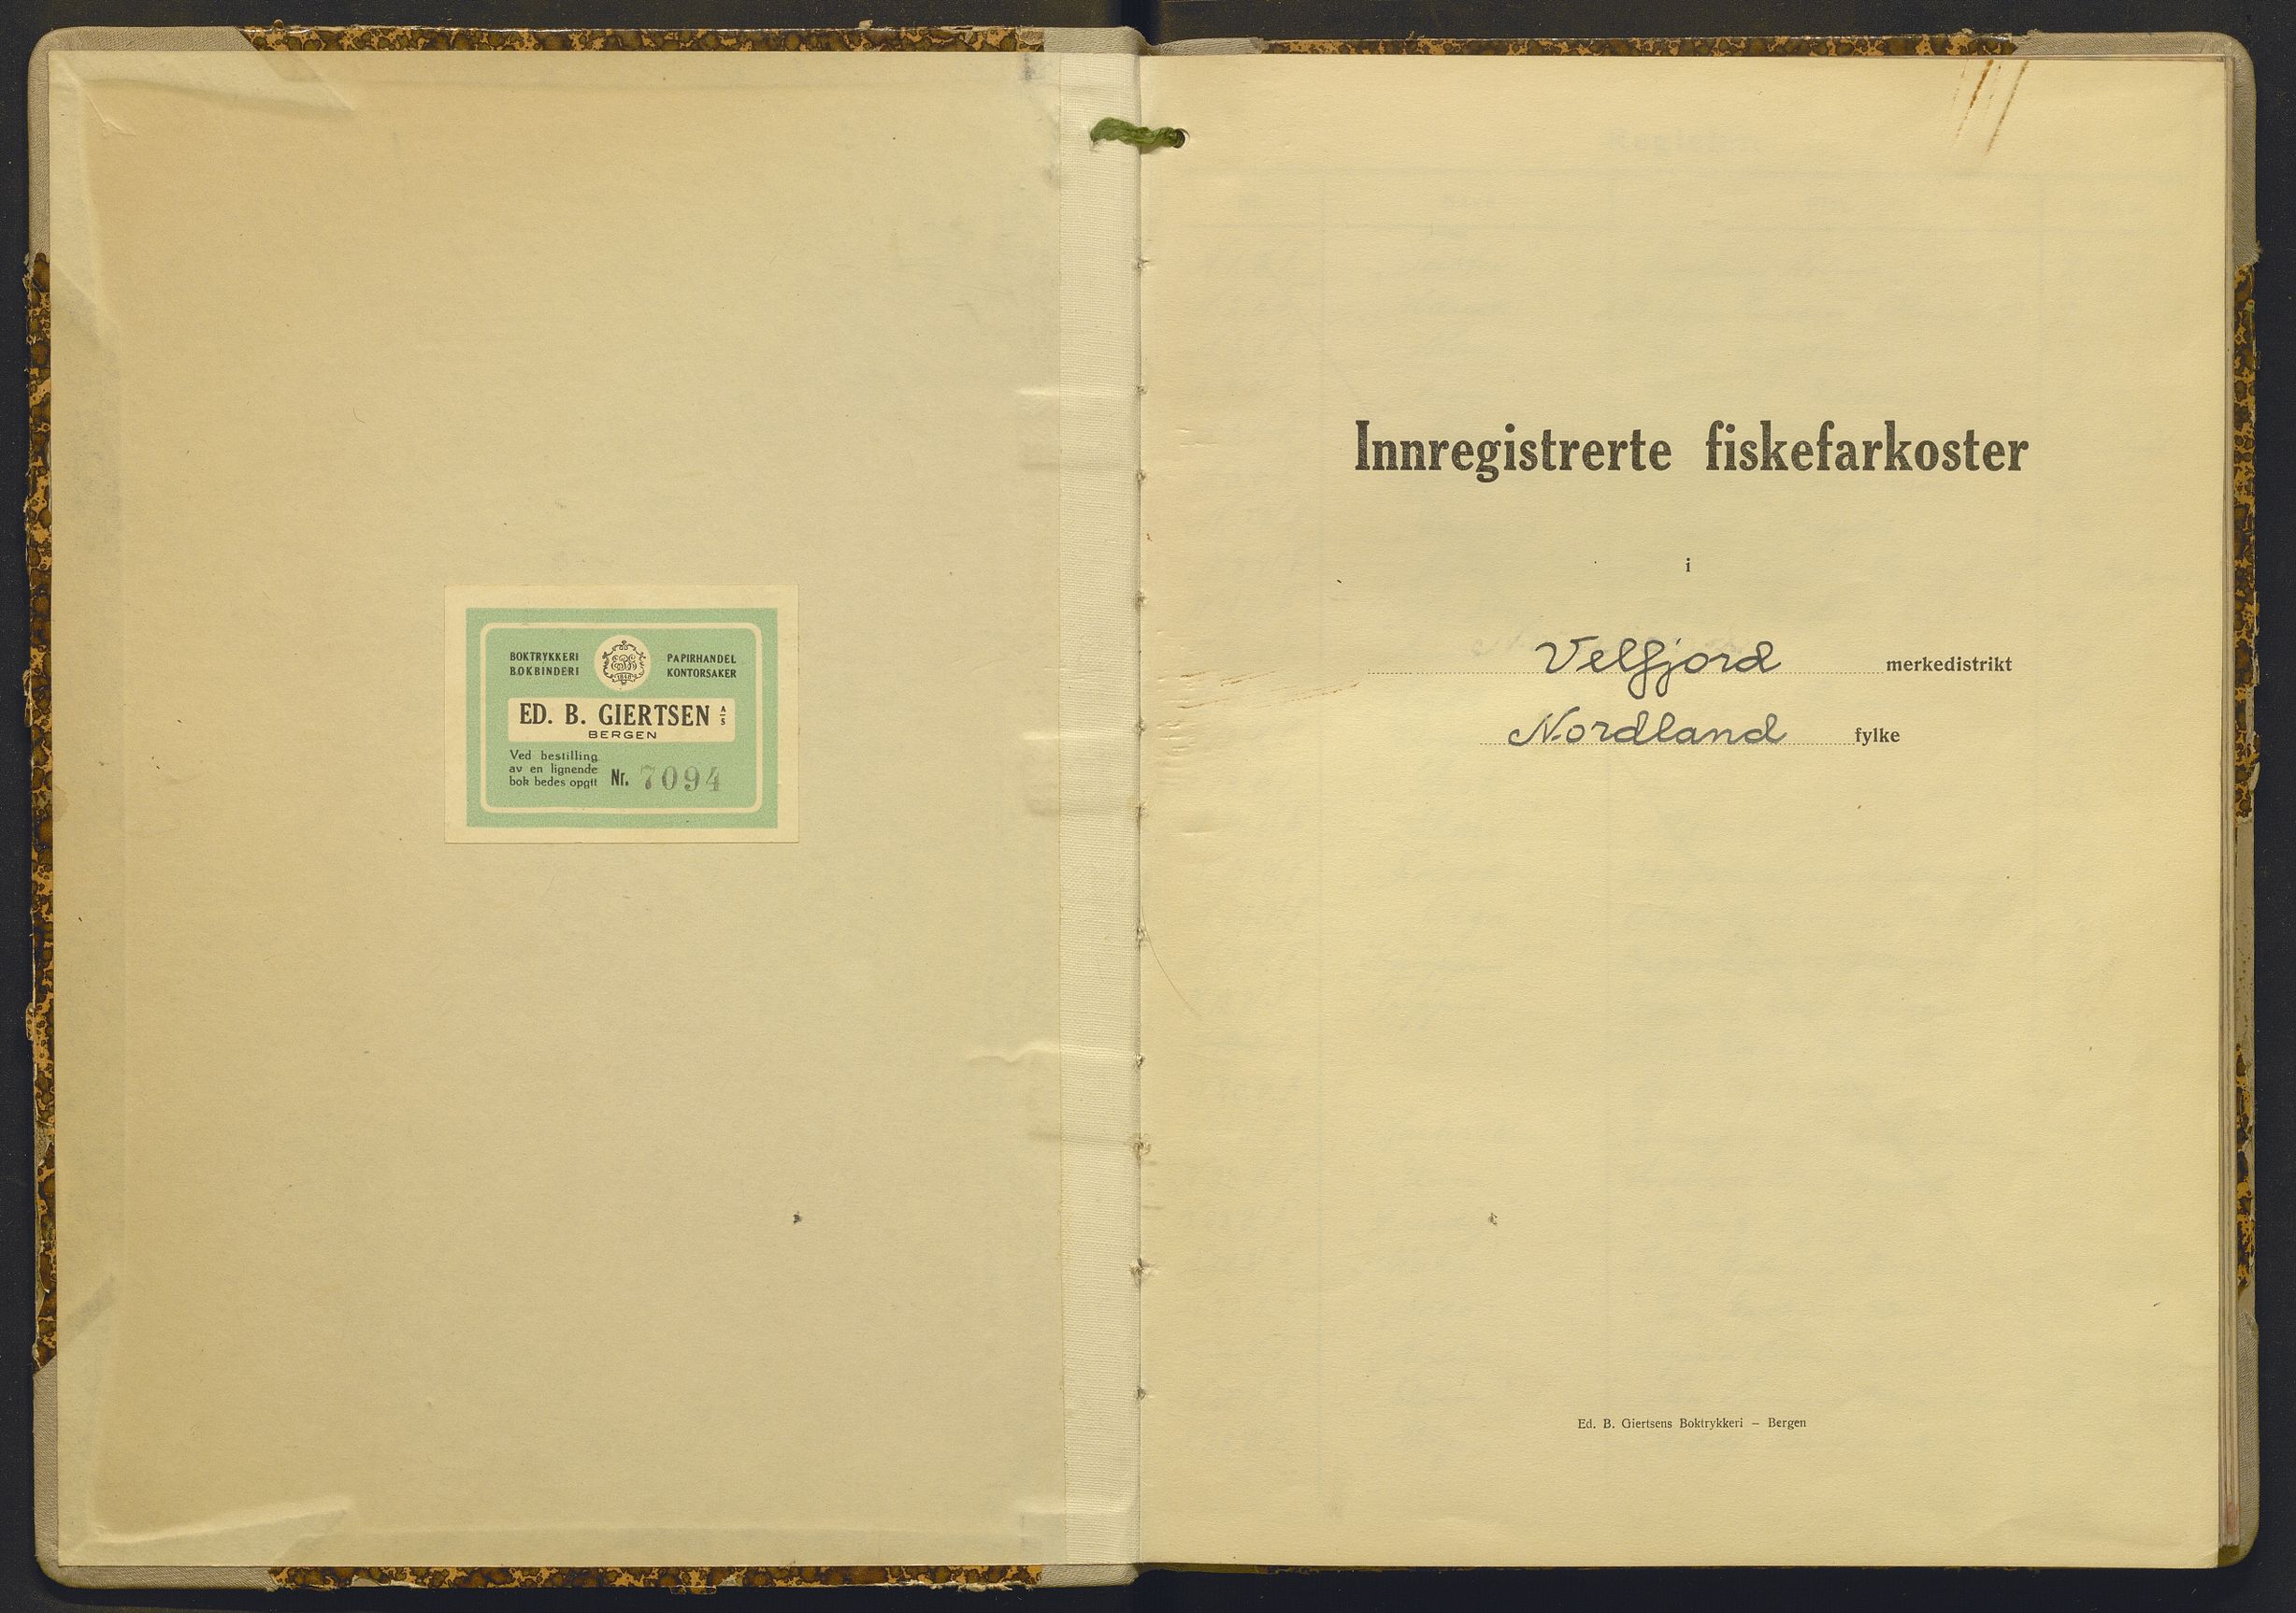 BOKTRYKKERI
BOKBINDERI
PAPIRHANDEL
KONTORSAKER
1848
ED. B. GIERTSEN A/S
BERGEN
Ved bestilling
av en lignende
bok bedes opgitt Nr. 7094
Innregistrerte fiskefarkoster
i
Velfjord merkedistrikt
Nordland fylke
Ed. B. Giertsens Boktrykkeri – Bergen